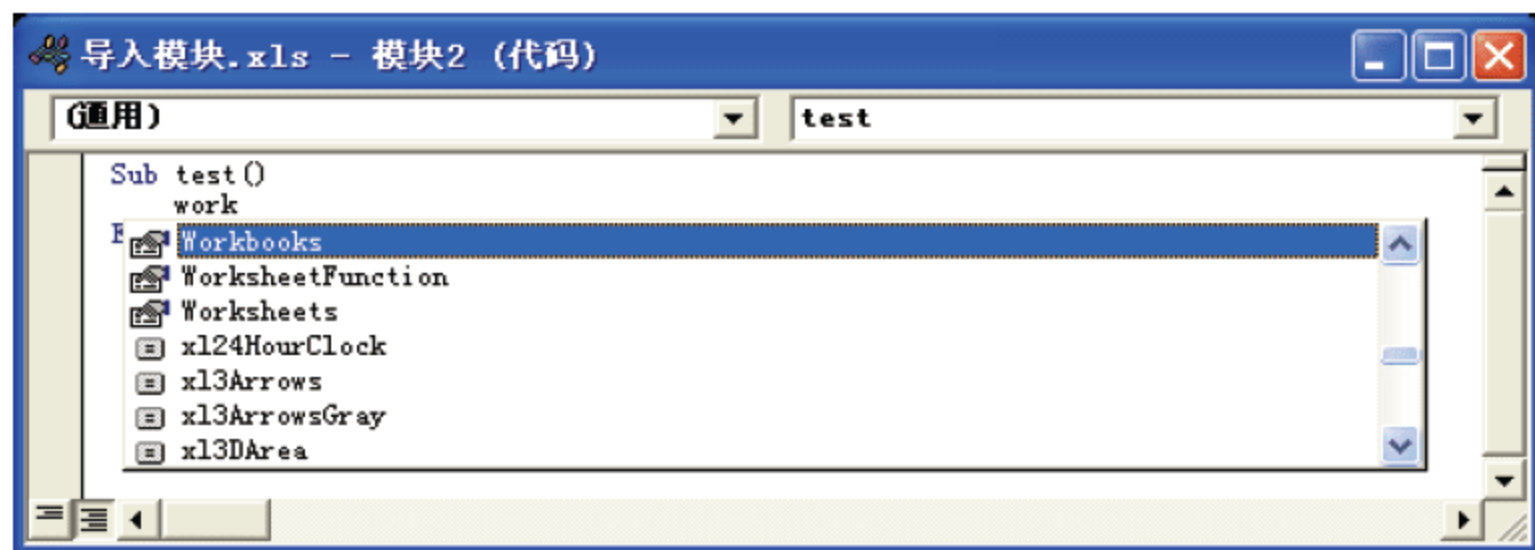 导入模块.xls - 模块2 (代码)
(通用) test
Sub test()
work
E
Workbooks
WorksheetFunction
Worksheets
xl24HourClock
xl3Arrows
xl3ArrowsGray
xl3DArea